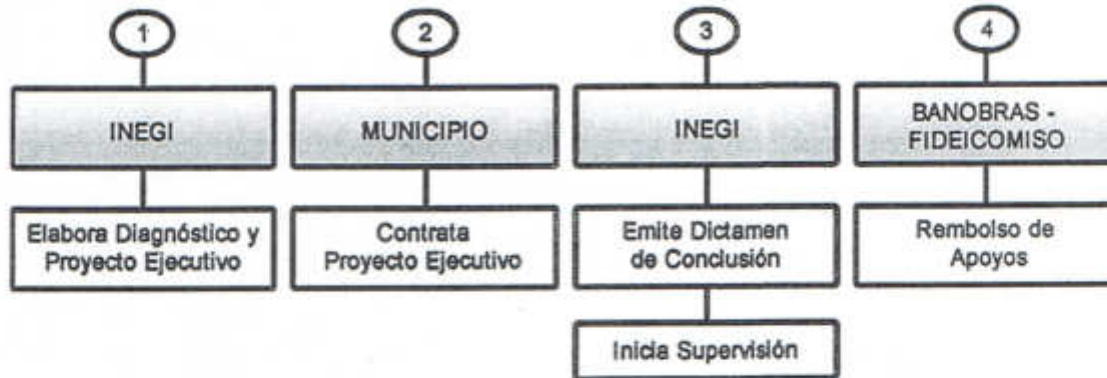 1
INEGI
Elabora Diagnóstico y
Proyecto Ejecutivo
2
MUNICIPIO
Contrata
Proyecto Ejecutivo
3
INEGI
Emite Dictamen
de Conclusión
Inicia Supervisión
4
BANOBRAS -
FIDEICOMISO
Rembolso de
Apoyos